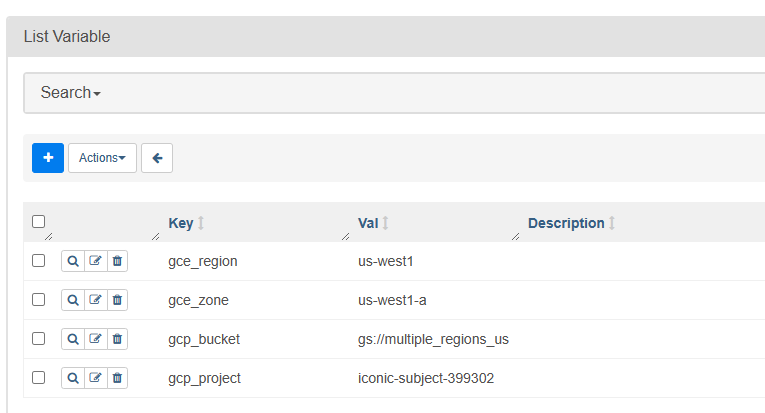 List Variable
Search
Actions
Key Val Description
gce_region us-west1
gce_zone us-west1-a
gcp_bucket gs://multiple_regions_us
gcp_project iconic-subject-399302